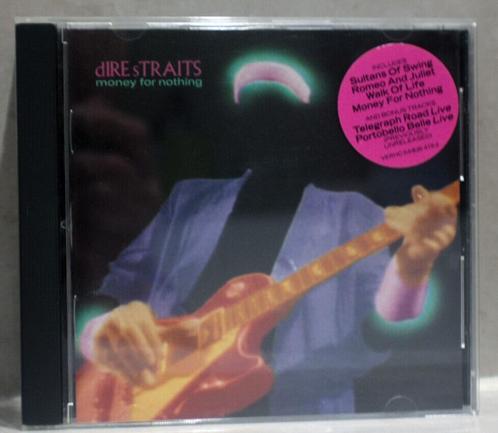 dIRE sTRAITS
money for nothing
INCLUDES
Sultans Of Swing
Romeo And Juliet
Walk Of Life
Money For Nothing
AND BONUS TRACKS
Telegraph Road Live
Portobello Belle Live
(PREVIOUSLY
UNRELEASED)